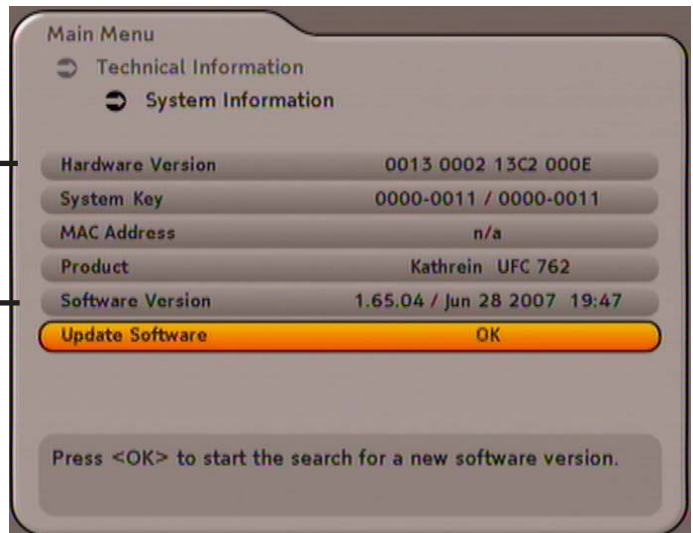 Main Menu
Technical Information
System Information
Hardware Version 0013 0002 13C2 000E
System Key 0000-0011 / 0000-0011
MAC Address n/a
Product Kathrein UFC 762
Software Version 1.65.04 / Jun 28 2007 19:47
Update Software OK
Press <OK> to start the search for a new software version.